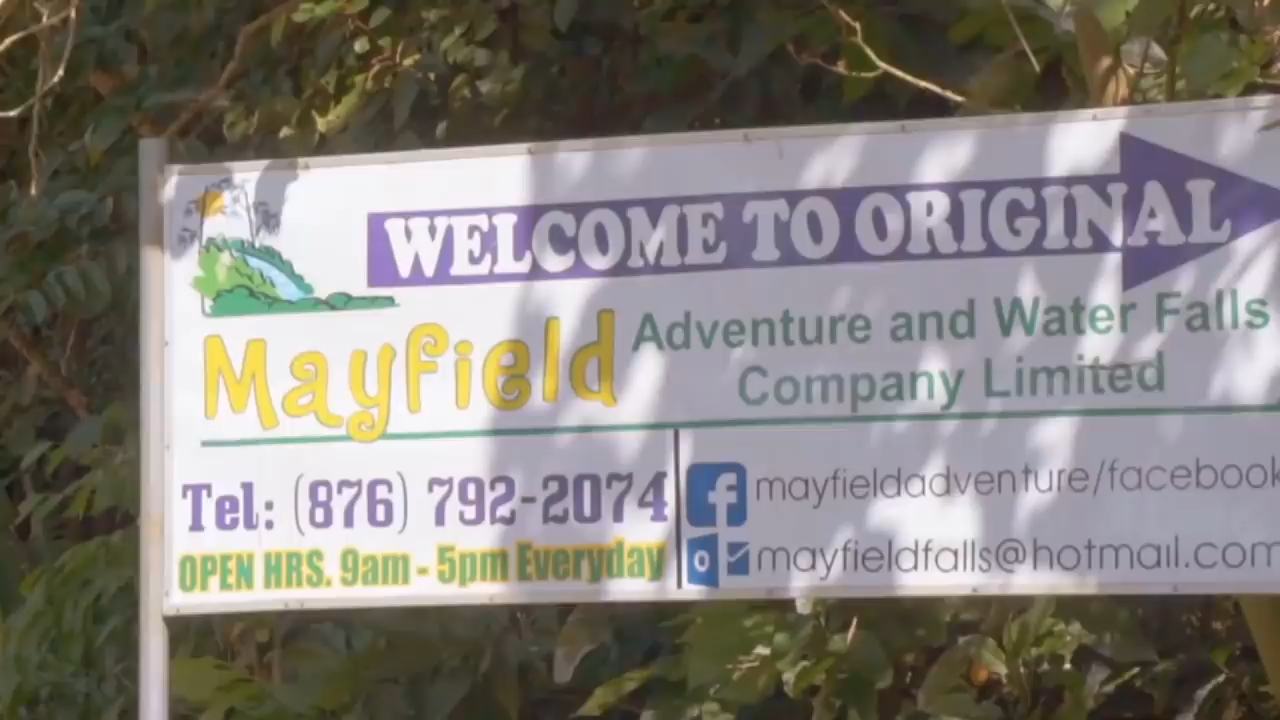 WELCOME TO ORIGINAL
Mayfield Adventure and Water Falls
Company Limited
Tel: (876) 792-2074
OPEN HRS. 9am - 5pm Everyday
mayfieldadventure/facebook
mayfieldfalls@hotmail.com